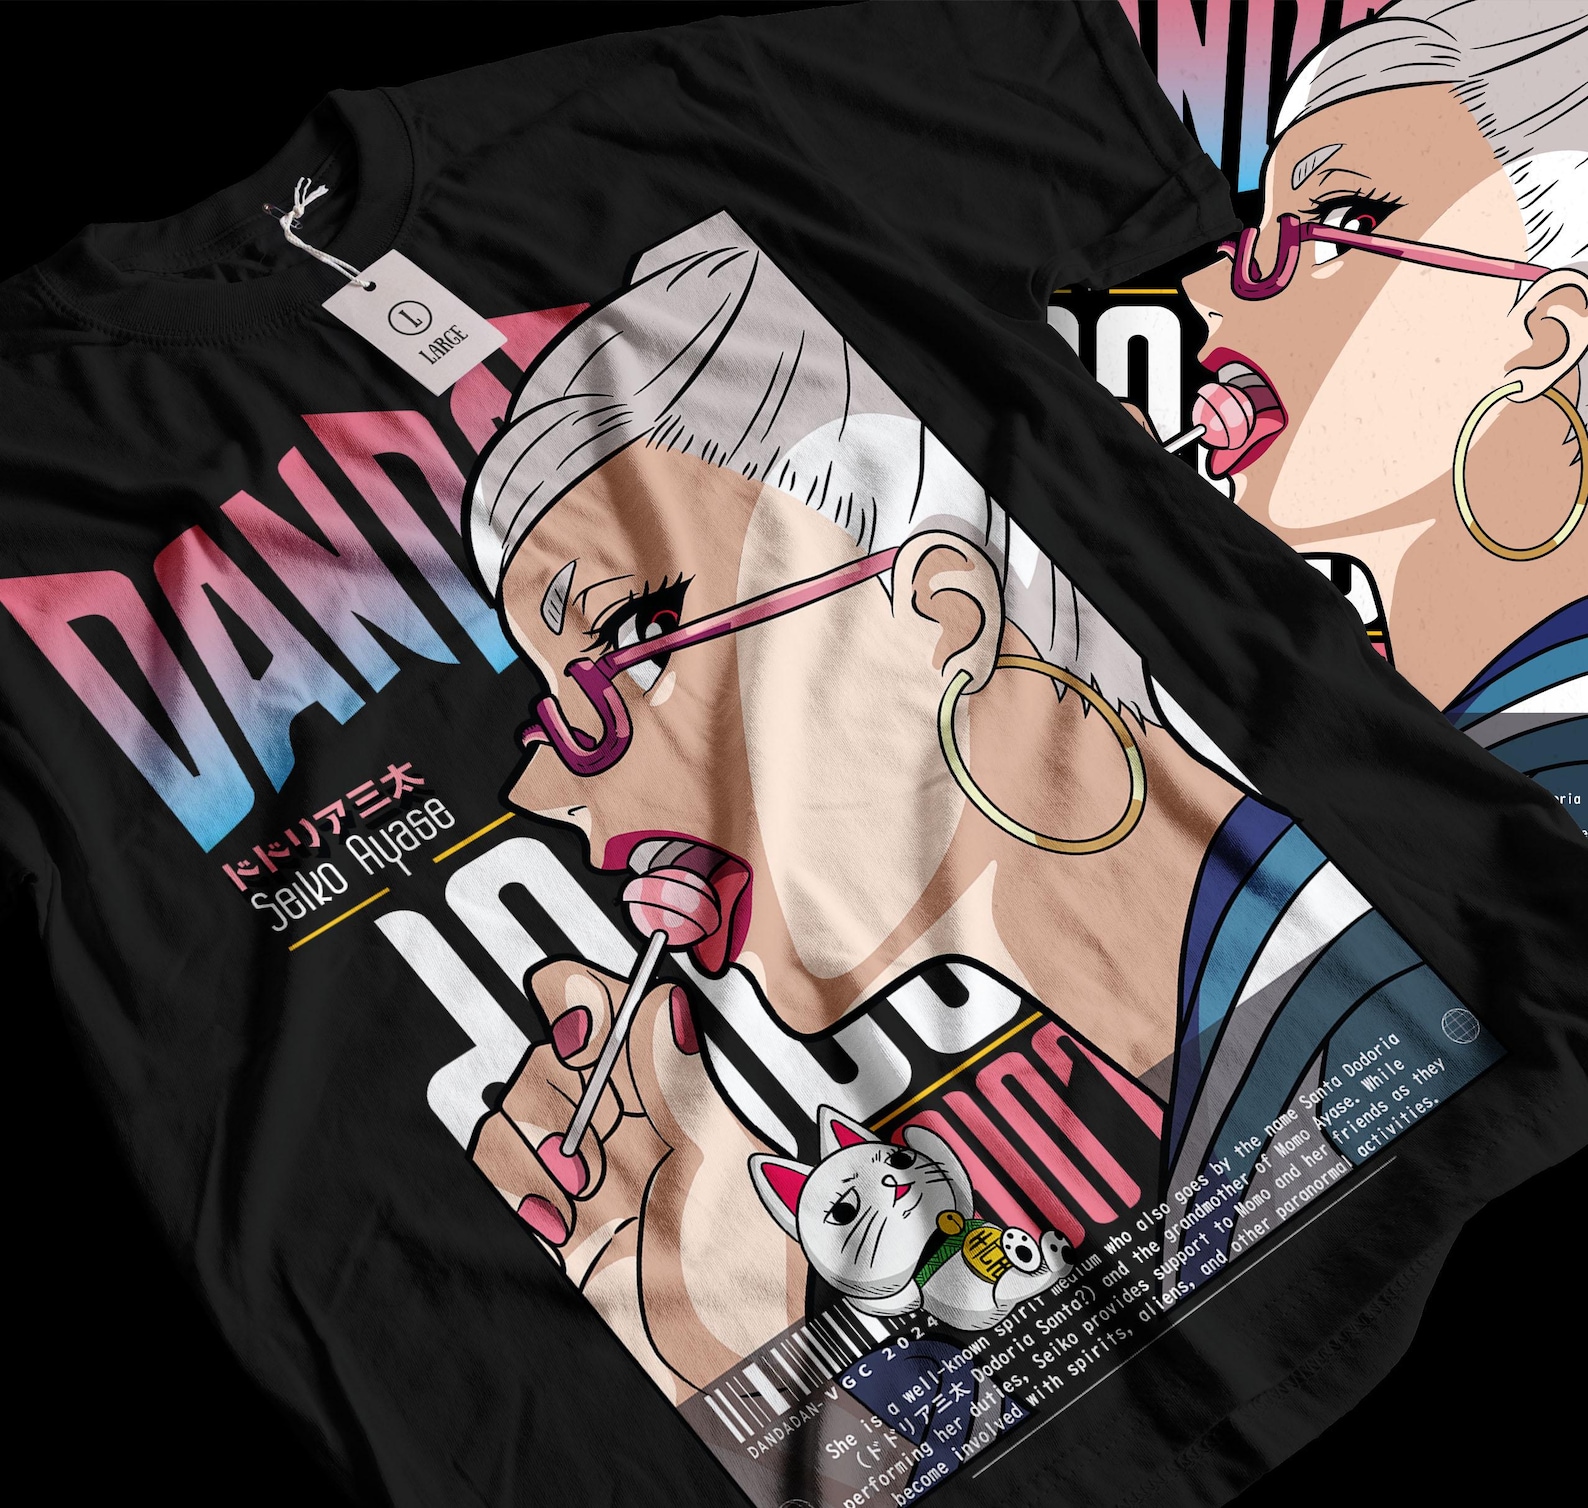 L
LARGE
DANDA
ドドリア三太
Seiko Ayase
DANDADAN-VGC 2024
She is a well-known spirit medium who also goes by the name Santa Dodoria
(ドドリア三太 Dodoria Santa?) and the grandmother of Momo Ayase. While
performing her duties, Seiko provides support to Momo and her friends as they
become involved with spirits, aliens, and other paranormal activities.